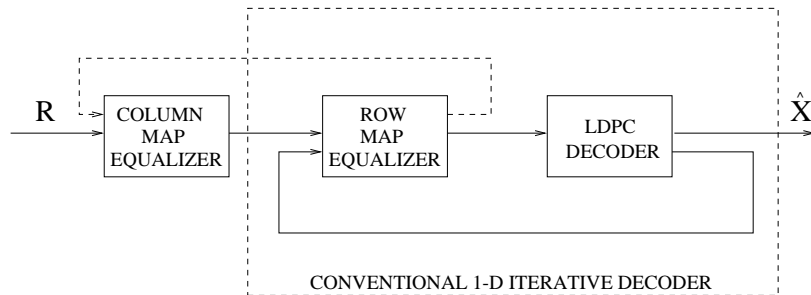 R
COLUMN
MAP
EQUALIZER
ROW
MAP
EQUALIZER
LDPC
DECODER
X̂
CONVENTIONAL 1-D ITERATIVE DECODER